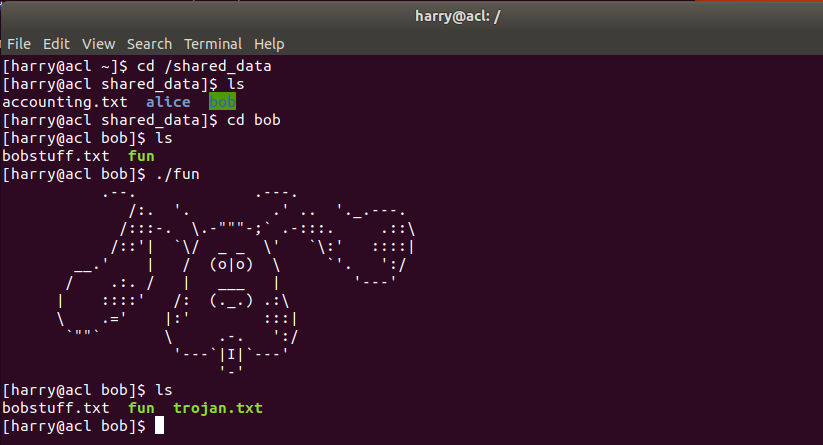 harry@acl: /
File Edit View Search Terminal Help
[harry@acl ~]$ cd /shared_data
[harry@acl shared_data]$ ls
accounting.txt  alice  bob
[harry@acl shared_data]$ cd bob
[harry@acl bob]$ ls
bobstuff.txt  fun
[harry@acl bob]$ ./fun
           .--.             .---.
              /:.  '.         .' ..  '._.---.
             /:::-.  \.-"""-;` .-:::.     .::\
            /::'|  `\/  _ _  \'   `\:'   ::::|
        __.'    |   /  (o|o)  \     `'.   ':/
       /    .:. /   |   ___   |        '---'
      |    ::::'   /:  (._.) .:\
      \    .='    |:'        :::|
       `""`       \     .-.   ':/
                   '---`|I|`---'
                        '-'
[harry@acl bob]$ ls
bobstuff.txt  fun  trojan.txt
[harry@acl bob]$